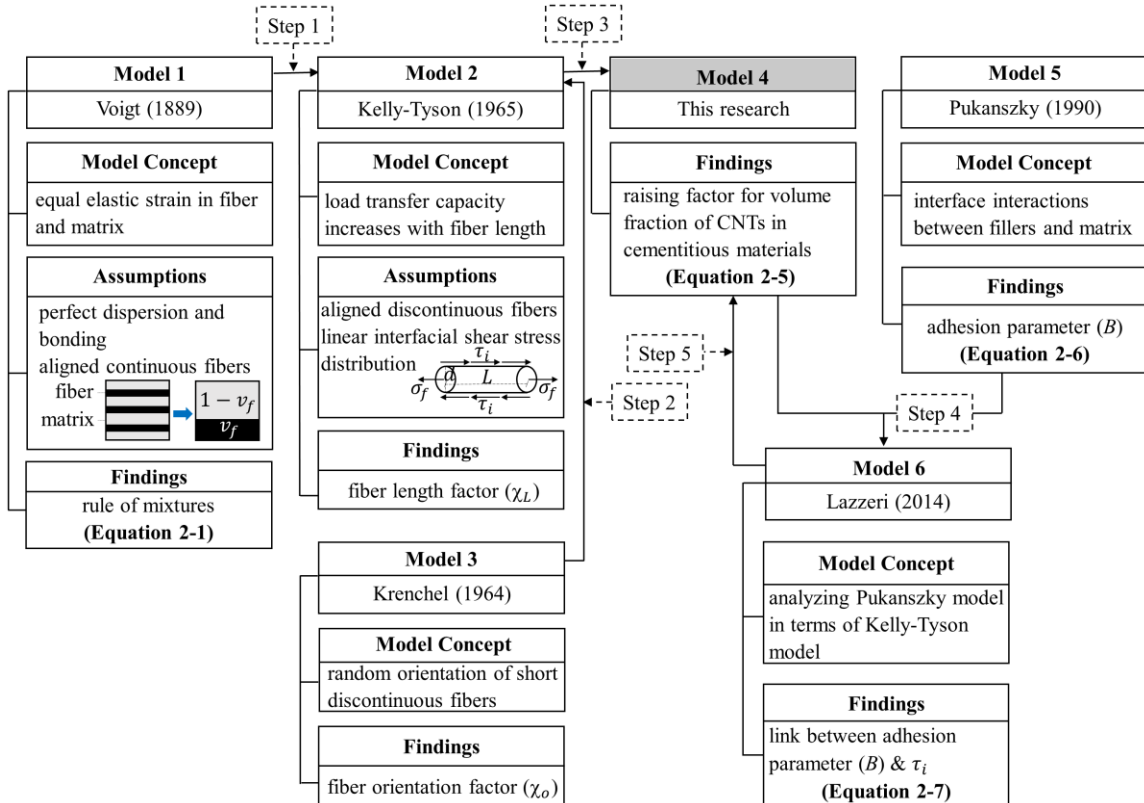 Step 1
Step 3
Model 1
Voigt (1889)
Model Concept
equal elastic strain in fiber
and matrix
Assumptions
perfect dispersion and
bonding
aligned continuous fibers
fiber
matrix
1 − v_f
v_f
Findings
rule of mixtures
(Equation 2-1)
Model 2
Kelly-Tyson (1965)
Model Concept
load transfer capacity
increases with fiber length
Assumptions
aligned discontinuous fibers
linear interfacial shear stress
distribution
τ_i
d
L
σ_f
σ_f
τ_i
Findings
fiber length factor (χ_L)
Model 3
Krenchel (1964)
Model Concept
random orientation of short
discontinuous fibers
Findings
fiber orientation factor (χ_o)
Step 2
Model 4
This research
Findings
raising factor for volume
fraction of CNTs in
cementitious materials
(Equation 2-5)
Step 5
Model 5
Pukanszky (1990)
Model Concept
interface interactions
between fillers and matrix
Findings
adhesion parameter (B)
(Equation 2-6)
Step 4
Model 6
Lazzeri (2014)
Model Concept
analyzing Pukanszky model
in terms of Kelly-Tyson
model
Findings
link between adhesion
parameter (B) & τ_i
(Equation 2-7)